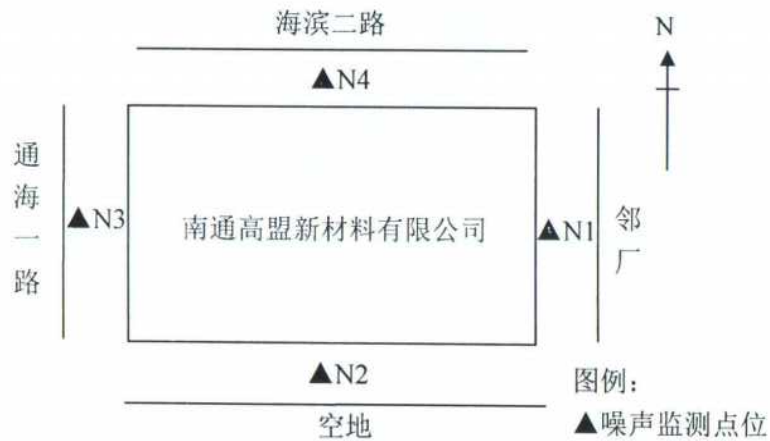 海滨二路
N
▲N4
通海一路
▲N3
南通高盟新材料有限公司
▲N1
邻厂
▲N2
图例：
空地
▲噪声监测点位